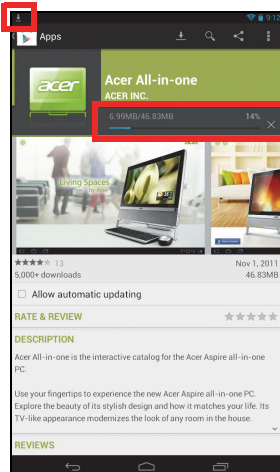 9:12
Apps
acer
Acer All-in-one
ACER INC.
6.99MB/46.83MB 14%
Living Spaces
by Acer
13 Nov 1, 2011
5,000+ downloads 46.83MB
Allow automatic updating
RATE & REVIEW
DESCRIPTION
Acer All-in-one is the interactive catalog for the Acer Aspire all-in-one
PC.
Use your fingertips to experience the new Acer Aspire all-in-one PC.
Explore the beauty of its stylish design and how it matches your life. Its
TV-like appearance modernizes the look of any room in the house.
REVIEWS